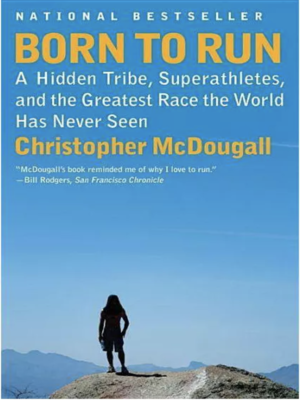 NATIONAL BESTSELLER
BORN TO RUN
A Hidden Tribe, Superathletes,
and the Greatest Race the World
Has Never Seen
Christopher McDougall
"McDougall's book reminded me of why I love to run."
—Bill Rodgers, San Francisco Chronicle